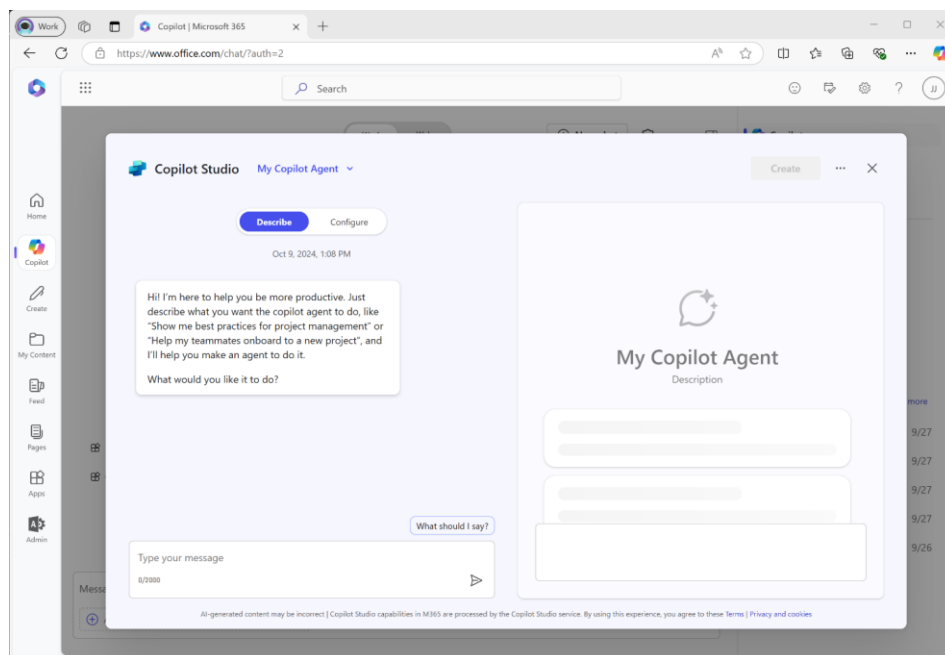 Work
Copilot | Microsoft 365
https://www.office.com/chat/?auth=2
Search
JJ
Copilot Studio
My Copilot Agent
Create
Home
Copilot
Create
My Content
Feed
Pages
Apps
Admin
Describe
Configure
Oct 9, 2024, 1:08 PM
Hi! I'm here to help you be more productive. Just
describe what you want the copilot agent to do, like
"Show me best practices for project management" or
"Help my teammates onboard to a new project", and
I'll help you make an agent to do it.
What would you like it to do?
What should I say?
Type your message
0/2000
My Copilot Agent
Description
more
9/27
9/27
9/27
9/27
9/26
AI-generated content may be incorrect | Copilot Studio capabilities in M365 are processed by the Copilot Studio service. By using this experience, you agree to these Terms | Privacy and cookies